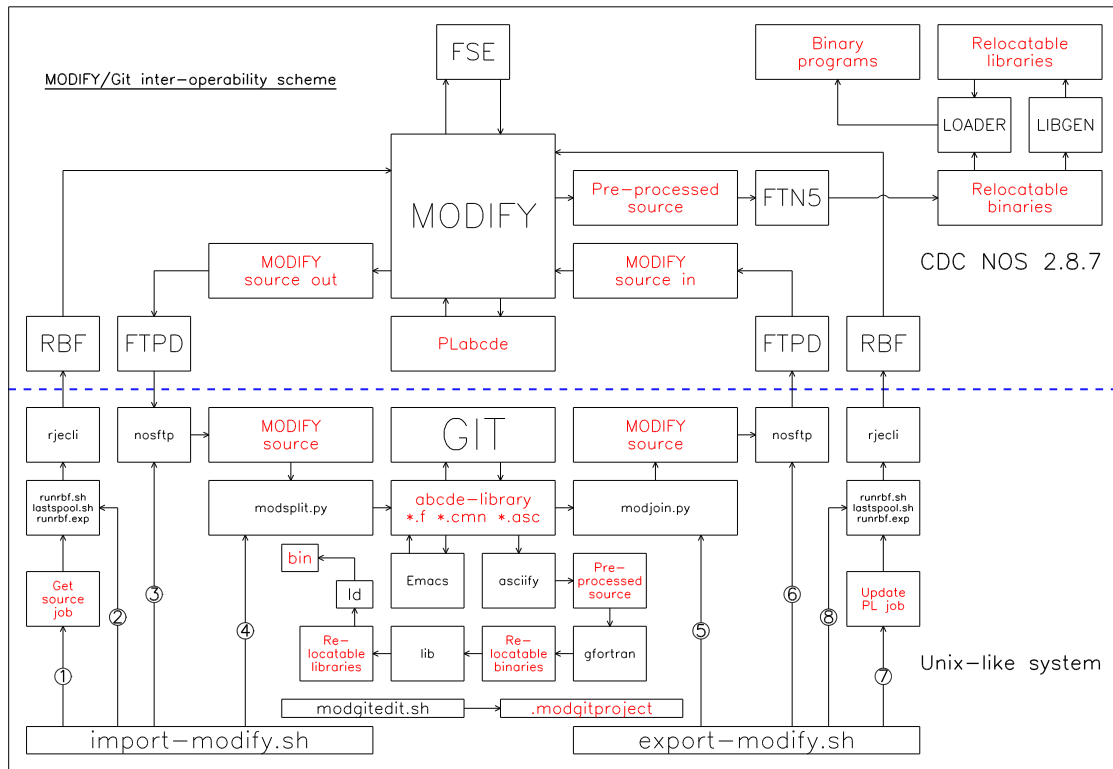 FSE
Binary
programs
Relocatable
libraries
MODIFY/Git inter-operability scheme
LOADER
LIBGEN
MODIFY
Pre-processed
source
FTN5
Relocatable
binaries
MODIFY
source out
MODIFY
source in
CDC NOS 2.8.7
RBF
FTPD
PLabcde
FTPD
RBF
rjecli
nosftp
MODIFY
source
GIT
MODIFY
source
nosftp
rjecli
runrbf.sh
lastspool.sh
runrbf.exp
modsplit.py
abcde-library
*.f *.cmn *.asc
modjoin.py
runrbf.sh
lastspool.sh
runrbf.exp
bin
Emacs
asciify
Pre-
processed
source
Get
source
job
ld
Update
PL job
1
2
3
4
5
6
7
8
Re-
locatable
libraries
lib
Re-
locatable
binaries
gfortran
Unix-like system
modgitedit.sh
.modgitproject
import-modify.sh
export-modify.sh